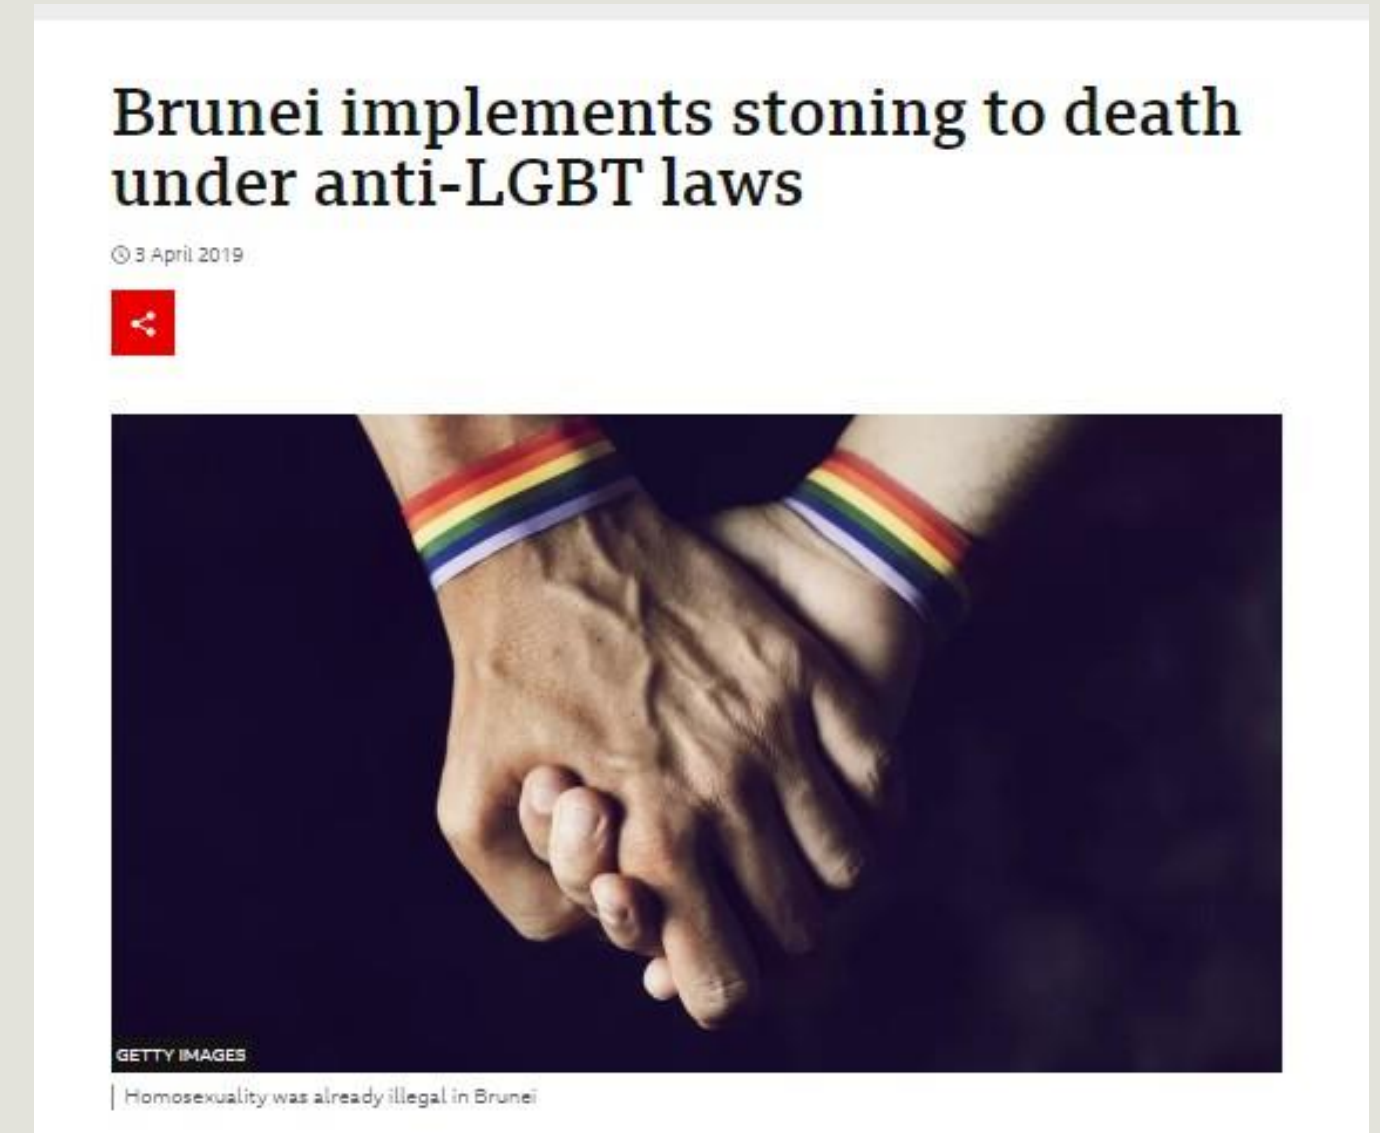 Brunei implements stoning to death
under anti-LGBT laws
3 April 2019
GETTY IMAGES
Homosexuality was already illegal in Brunei